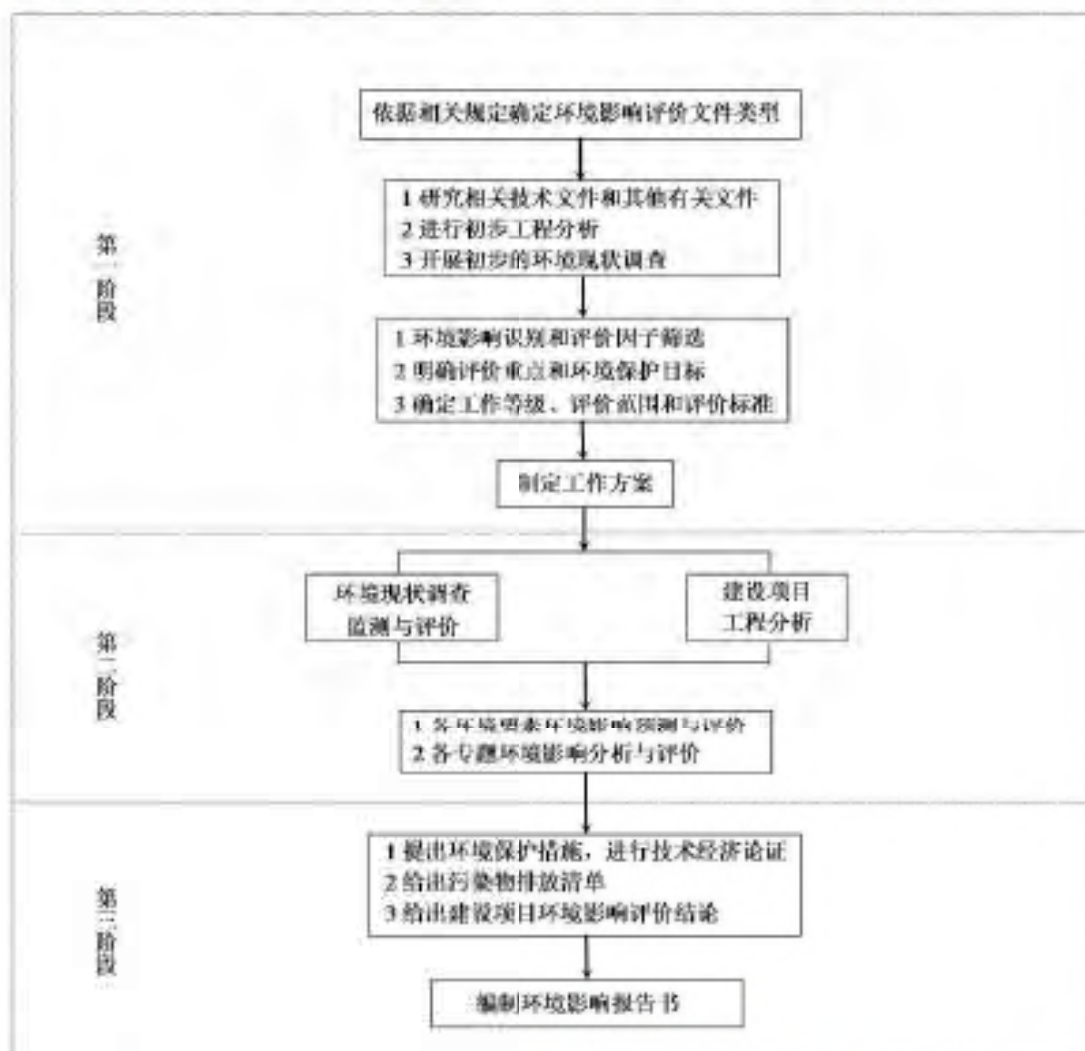 依据相关规定确定环境影响评价文件类型
1 研究相关技术文件和其他有关文件
2 进行初步工程分析
3 开展初步的环境现状调查
第一阶段
1 环境影响识别和评价因子筛选
2 明确评价重点和环境保护目标
3 确定工作等级、评价范围和评价标准
制定工作方案
环境现状调查
监测与评价
建设项目
工程分析
第二阶段
1 各环境要素环境影响预测与评价
2 各专题环境影响分析与评价
1 提出环境保护措施，进行技术经济论证
2 给出污染物排放清单
3 给出建设项目环境影响评价结论
第三阶段
编制环境影响报告书